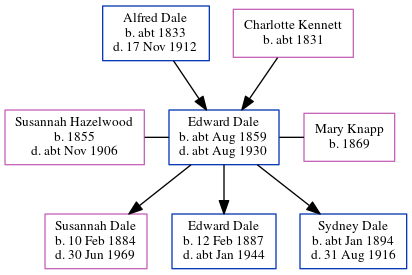 Alfred Dale
b. abt 1833
d. 17 Nov 1912
Charlotte Kennett
b. abt 1831
Susannah Hazelwood
b. 1855
d. abt Nov 1906
Edward Dale
b. abt Aug 1859
d. abt Aug 1930
Mary Knapp
b. 1869
Susannah Dale
b. 10 Feb 1884
d. 30 Jun 1969
Edward Dale
b. 12 Feb 1887
d. abt Jan 1944
Sydney Dale
b. abt Jan 1894
d. 31 Aug 1916